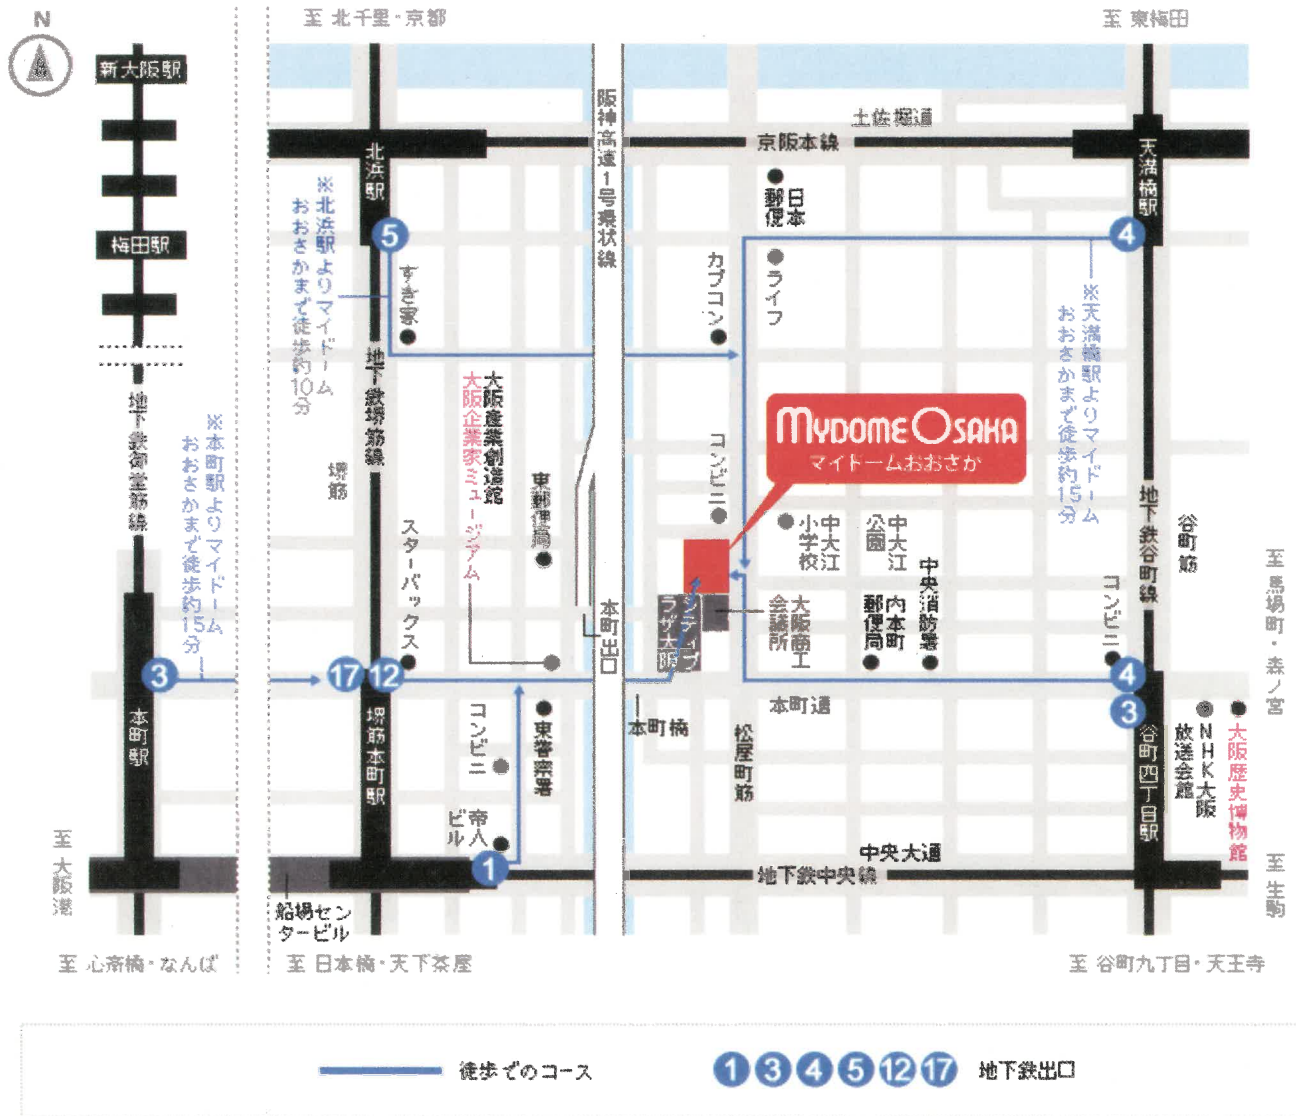 N
至 北千里・京都
至 東梅田
新大阪駅
梅田駅
地下鉄御堂筋線
※本町駅よりマイドーム
おおさかまで徒歩約15分
3
本町駅
至 大阪港
至 心斎橋・なんば
北浜駅
5
※北浜駅よりマイドーム
おおさかまで徒歩約10分
すき家
地下鉄堺筋線
堺筋
大阪産業創造館
大阪企業家ミュージアム
東郵便局
スターバックス
17
12
堺筋本町駅
コンビニ
東警察署
帝人
ビル
1
船場セン
タービル
至 日本橋・天下茶屋
阪神高速1号環状線
本町出口
本町橋
土佐堀通
京阪本線
日本
郵便
ライフ
カプコン
コンビニ
MYDOME OSAKA
マイドームおおさか
中大江
小学校
中大江
公園
中央消防署
シティプ
ラザ大阪
大阪商工
会議所
内本町
郵便局
本町通
松屋町筋
中央大通
地下鉄中央線
天満橋駅
4
※天満橋駅よりマイドーム
おおさかまで徒歩約15分
地下鉄谷町線
谷町筋
コンビニ
4
3
谷町四丁目駅
NHK大阪
放送会館
大阪歴史博物館
至 馬場町・森ノ宮
至 生駒
至 谷町九丁目・天王寺
徒歩でのコース
1 3 4 5 12 17 地下鉄出口